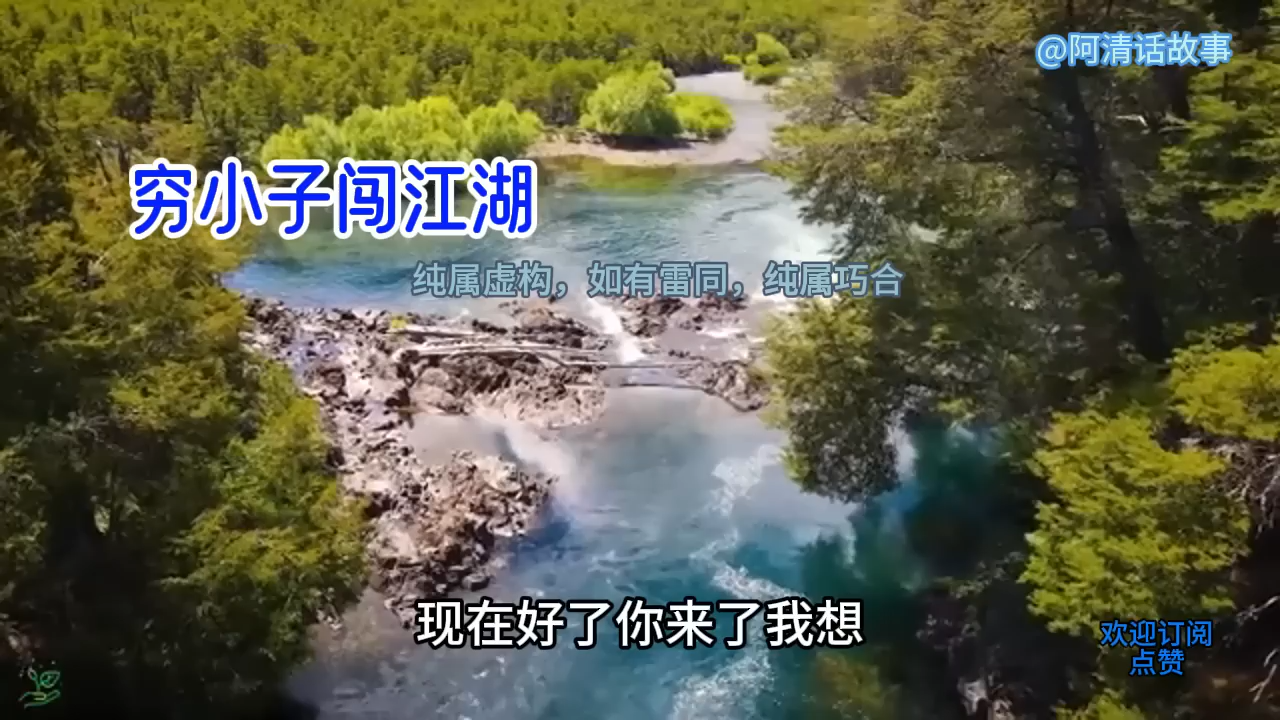 @阿清话故事
穷小子闯江湖
纯属虚构，如有雷同，纯属巧合
现在好了你来了我想
欢迎订阅
点赞